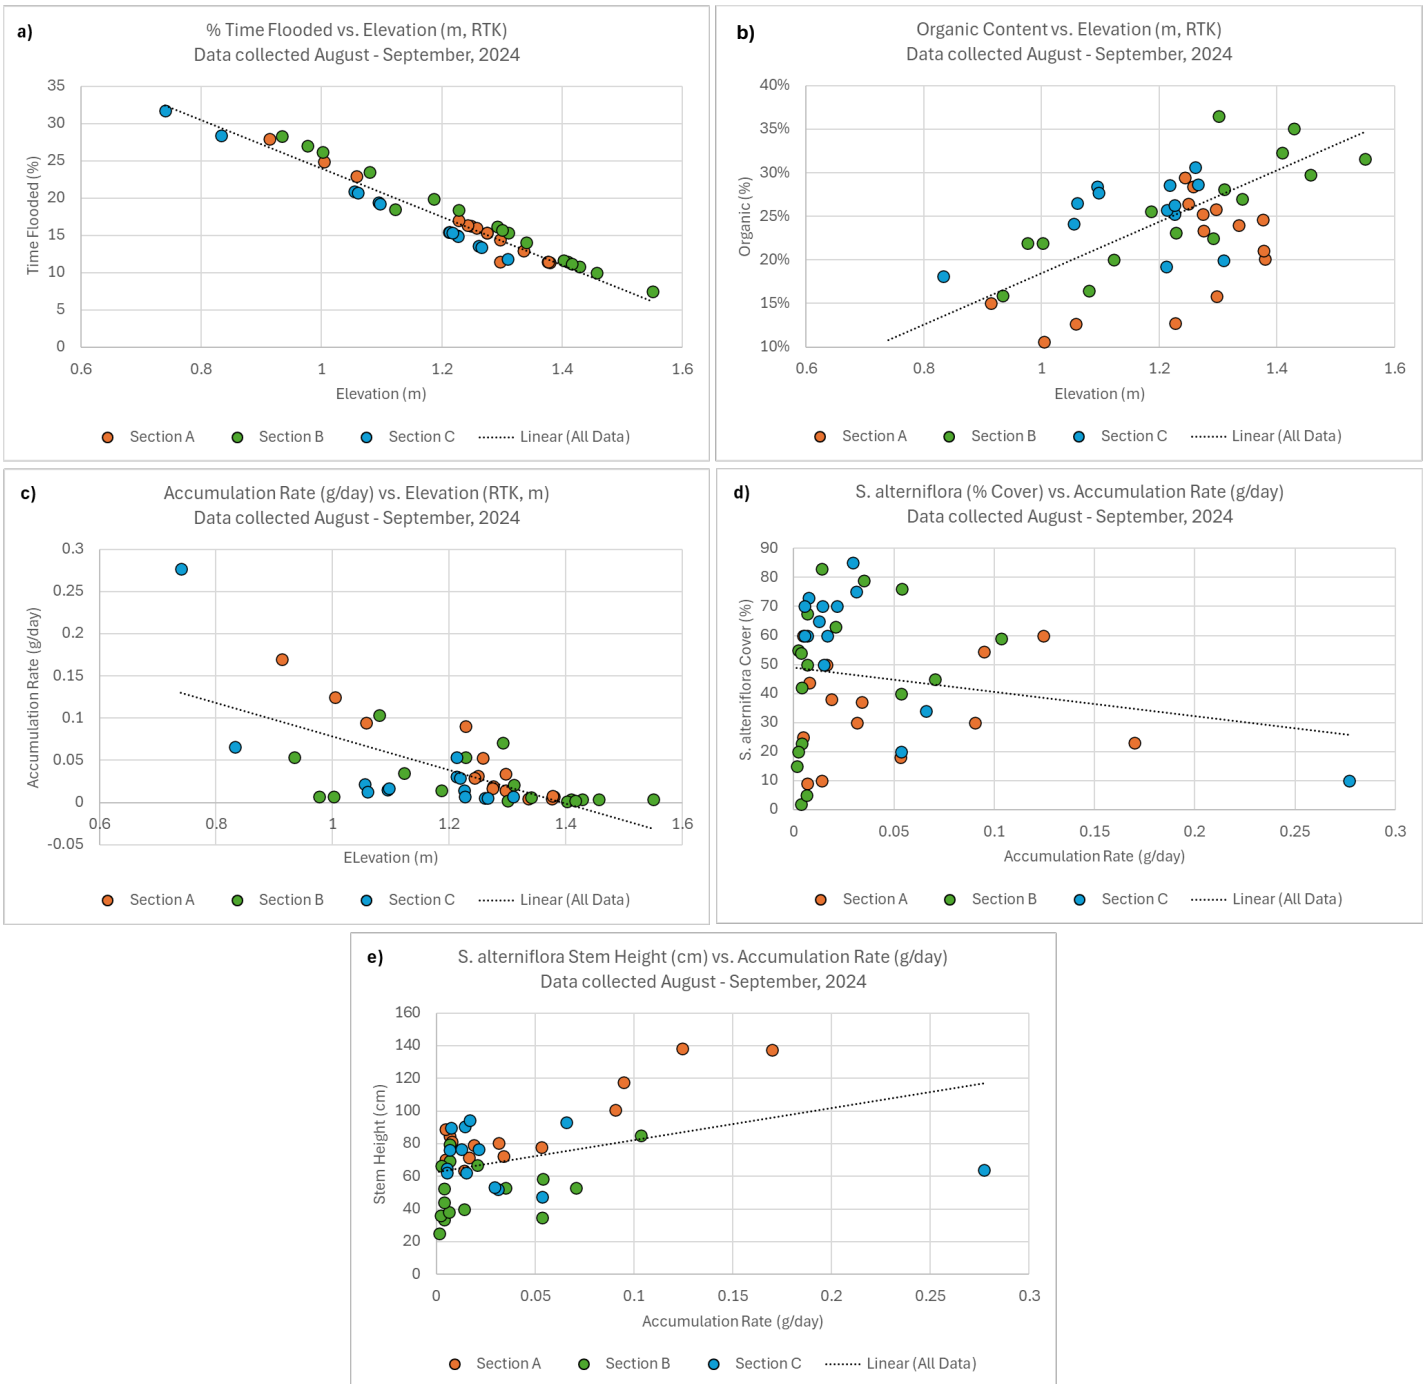 a)
% Time Flooded vs. Elevation (m, RTK)
Data collected August - September, 2024
Time Flooded (%)
35
30
25
20
15
10
5
0
0.6 0.8 1 1.2 1.4 1.6
Elevation (m)
Section A Section B Section C Linear (All Data)
b)
Organic Content vs. Elevation (m, RTK)
Data collected August - September, 2024
Organic (%)
40%
35%
30%
25%
20%
15%
10%
0.6 0.8 1 1.2 1.4 1.6
Elevation (m)
Section A Section B Section C Linear (All Data)
c)
Accumulation Rate (g/day) vs. Elevation (RTK, m)
Data collected August - September, 2024
Accumulation Rate (g/day)
0.3
0.25
0.2
0.15
0.1
0.05
0
-0.05
0.6 0.8 1 1.2 1.4 1.6
ELevation (m)
Section A Section B Section C Linear (All Data)
d)
S. alterniflora (% Cover) vs. Accumulation Rate (g/day)
Data collected August - September, 2024
S. alterniflora Cover (%)
90
80
70
60
50
40
30
20
10
0
0 0.05 0.1 0.15 0.2 0.25 0.3
Accumulation Rate (g/day)
Section A Section B Section C Linear (All Data)
e)
S. alterniflora Stem Height (cm) vs. Accumulation Rate (g/day)
Data collected August - September, 2024
Stem Height (cm)
160
140
120
100
80
60
40
20
0
0 0.05 0.1 0.15 0.2 0.25 0.3
Accumulation Rate (g/day)
Section A Section B Section C Linear (All Data)